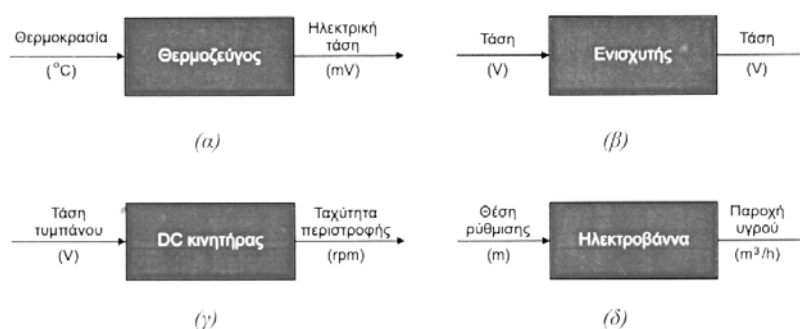 Θερμοκρασία
(°C)
Θερμοζεύγος
Ηλεκτρική
τάση
(mV)
(α)
Τάση
(V)
Ενισχυτής
Τάση
(V)
(β)
Τάση
τυμπάνου
(V)
DC κινητήρας
Ταχύτητα
περιστροφής
(rpm)
(γ)
Θέση
ρύθμισης
(m)
Ηλεκτροβάννα
Παροχή
υγρού
(m³/h)
(δ)